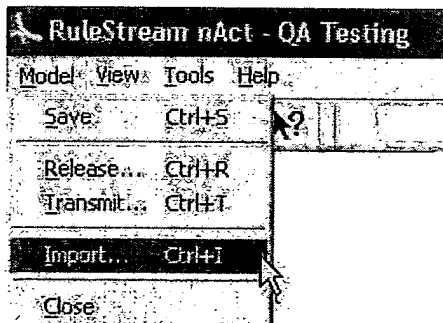 RuleStream nAct - QA Testing
Model View Tools Help
Save Ctrl+S
?
Release... Ctrl+R
Transmit... Ctrl+T
Import... Ctrl+I
Close